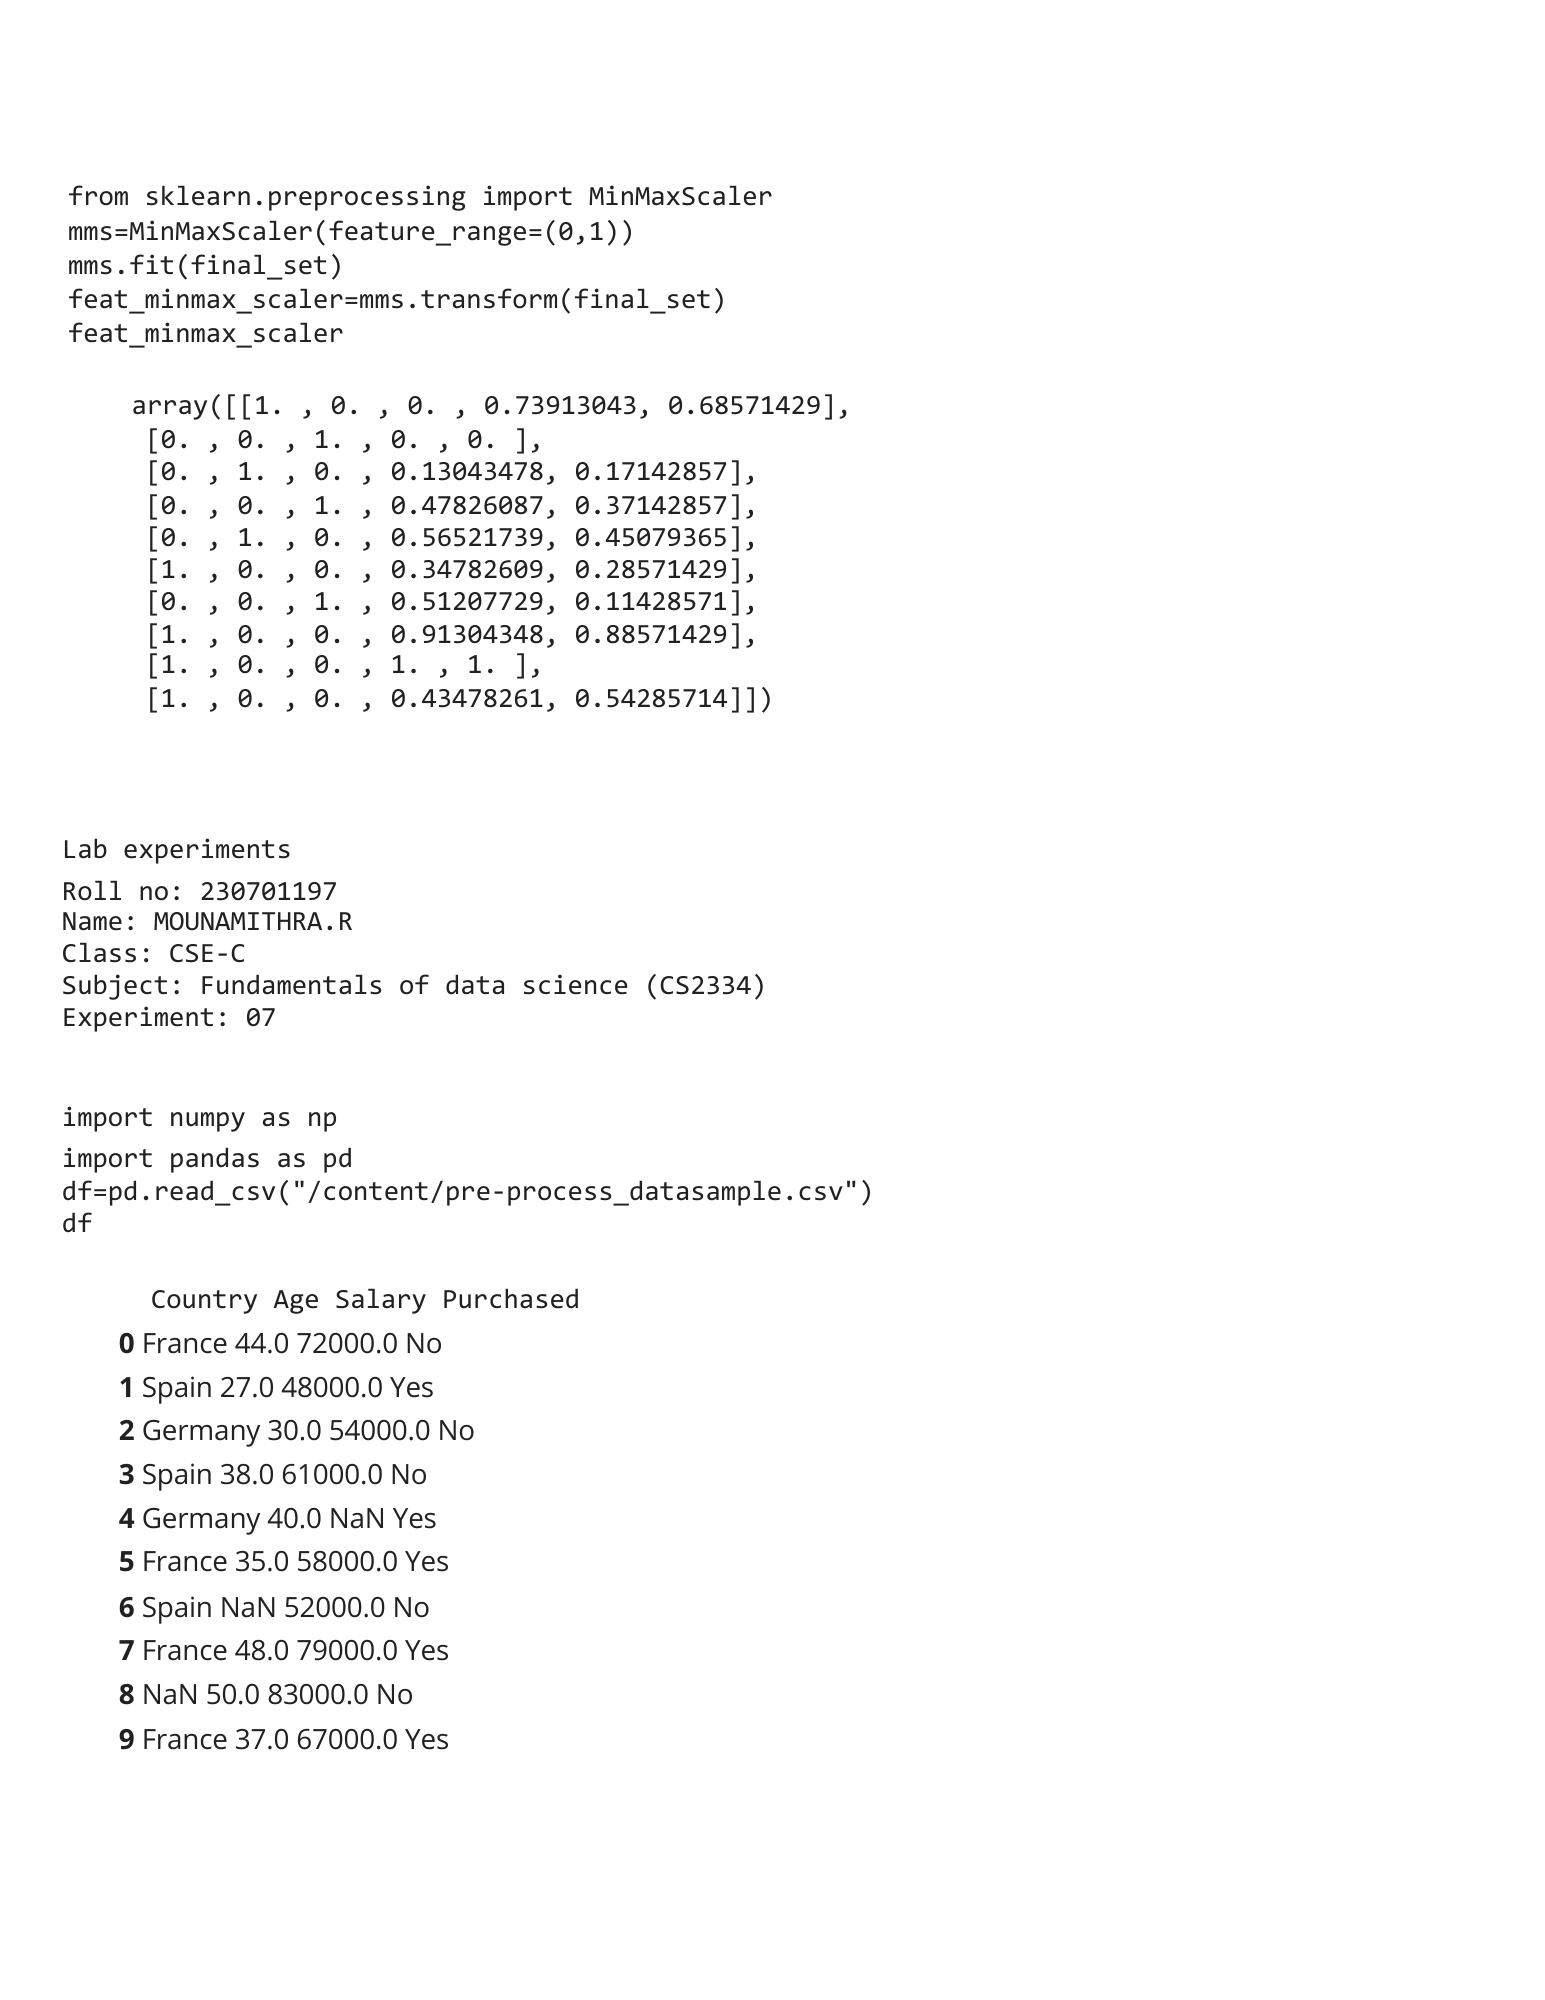 from sklearn.preprocessing import MinMaxScaler
mms=MinMaxScaler(feature_range=(0,1))
mms.fit(final_set)
feat_minmax_scaler=mms.transform(final_set)
feat_minmax_scaler
array([[1. , 0. , 0. , 0.73913043, 0.68571429],
[0. , 0. , 1. , 0. , 0. ],
[0. , 1. , 0. , 0.13043478, 0.17142857],
[0. , 0. , 1. , 0.47826087, 0.37142857],
[0. , 1. , 0. , 0.56521739, 0.45079365],
[1. , 0. , 0. , 0.34782609, 0.28571429],
[0. , 0. , 1. , 0.51207729, 0.11428571],
[1. , 0. , 0. , 0.91304348, 0.88571429],
[1. , 0. , 0. , 1. , 1. ],
[1. , 0. , 0. , 0.43478261, 0.54285714]])
Lab experiments
Roll no: 230701197
Name: MOUNAMITHRA.R
Class: CSE-C
Subject: Fundamentals of data science (CS2334)
Experiment: 07
import numpy as np
import pandas as pd
df=pd.read_csv("/content/pre-process_datasample.csv")
df
Country Age Salary Purchased
0 France 44.0 72000.0 No
1 Spain 27.0 48000.0 Yes
2 Germany 30.0 54000.0 No
3 Spain 38.0 61000.0 No
4 Germany 40.0 NaN Yes
5 France 35.0 58000.0 Yes
6 Spain NaN 52000.0 No
7 France 48.0 79000.0 Yes
8 NaN 50.0 83000.0 No
9 France 37.0 67000.0 Yes